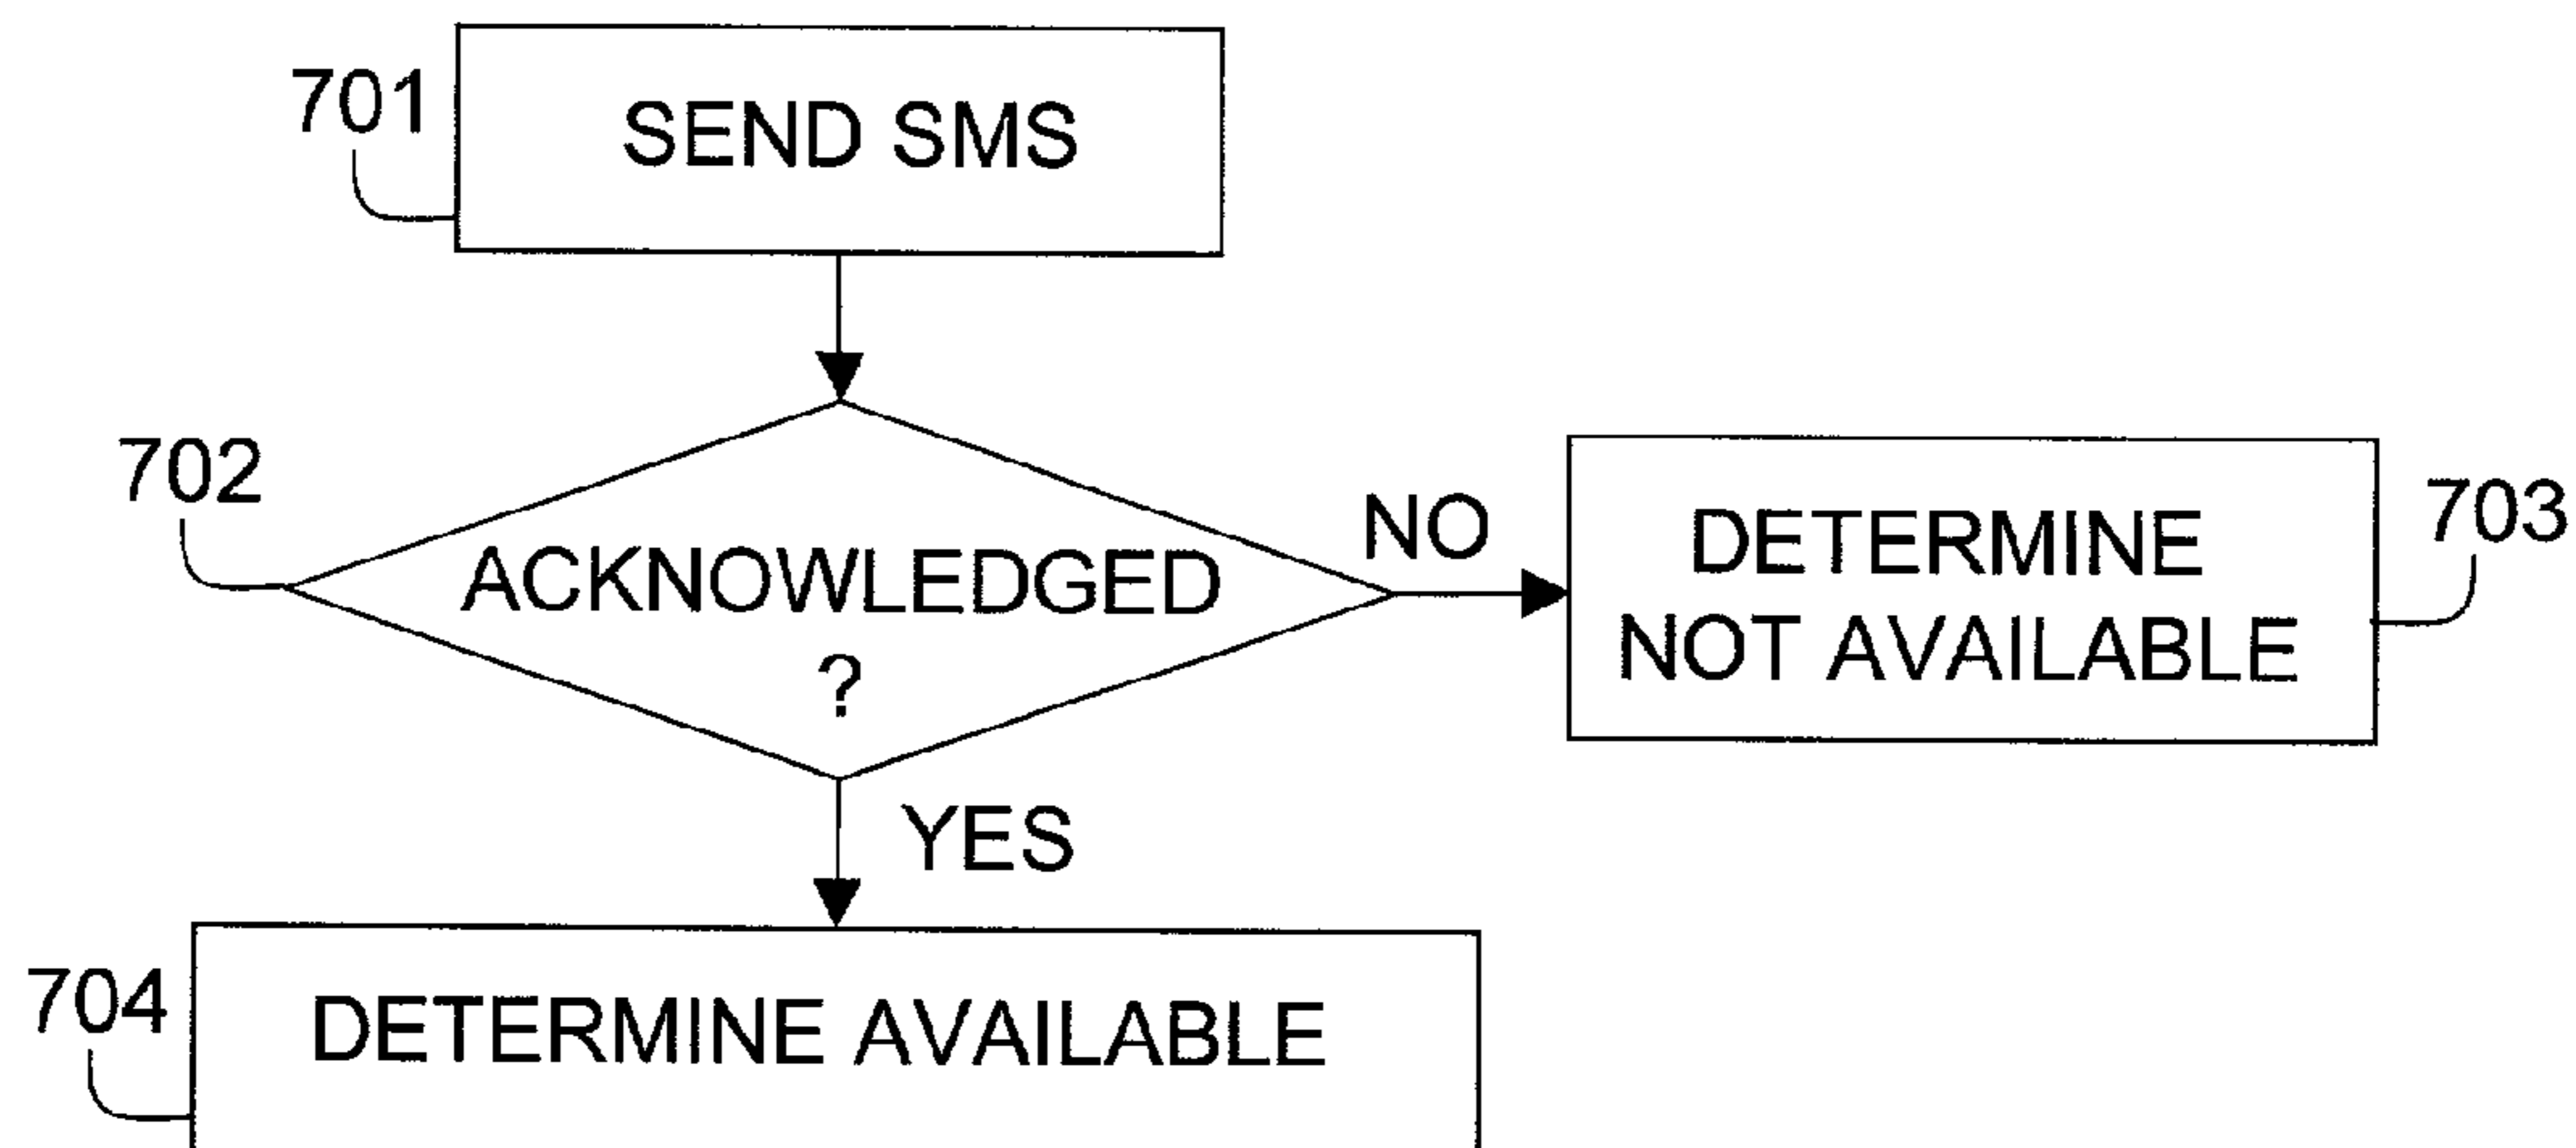 701
SEND SMS
702
ACKNOWLEDGED
?
NO
DETERMINE
NOT AVAILABLE
703
YES
704
DETERMINE AVAILABLE